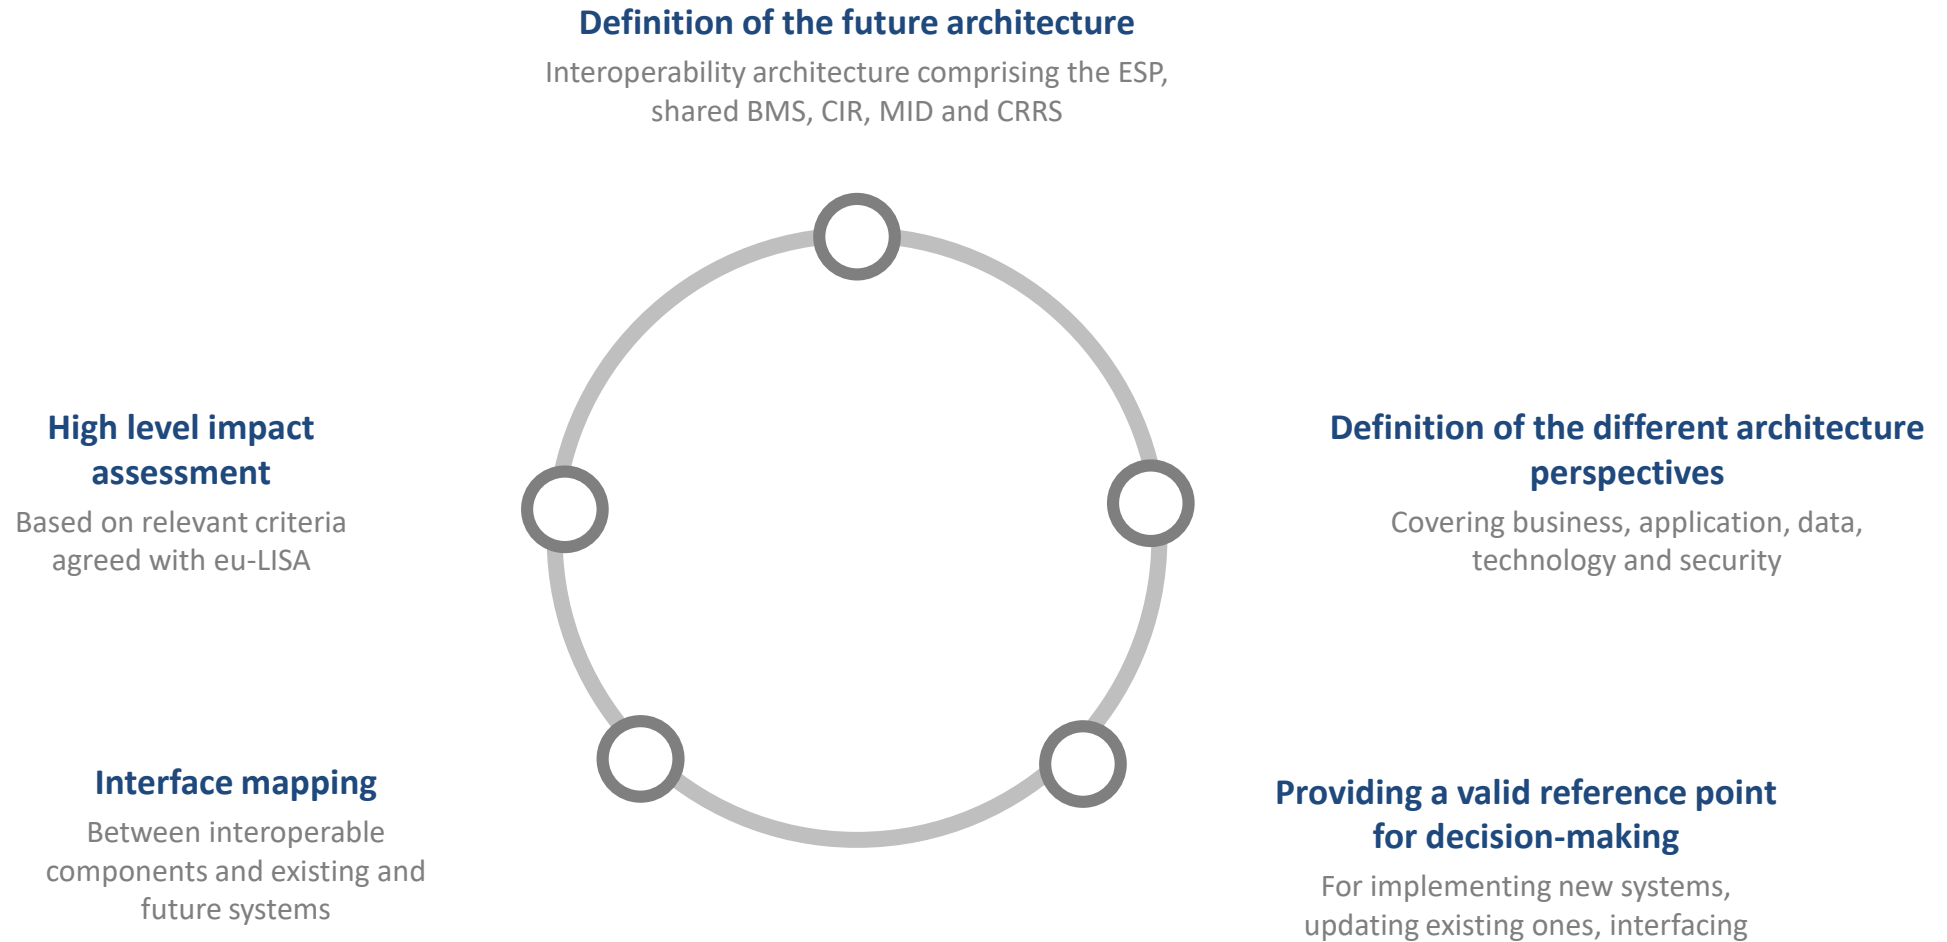 Definition of the future architecture
Interoperability architecture comprising the ESP,
shared BMS, CIR, MID and CRRS
High level impact
assessment
Based on relevant criteria
agreed with eu-LISA
Definition of the different architecture
perspectives
Covering business, application, data,
technology and security
Interface mapping
Between interoperable
components and existing and
future systems
Providing a valid reference point
for decision-making
For implementing new systems,
updating existing ones, interfacing